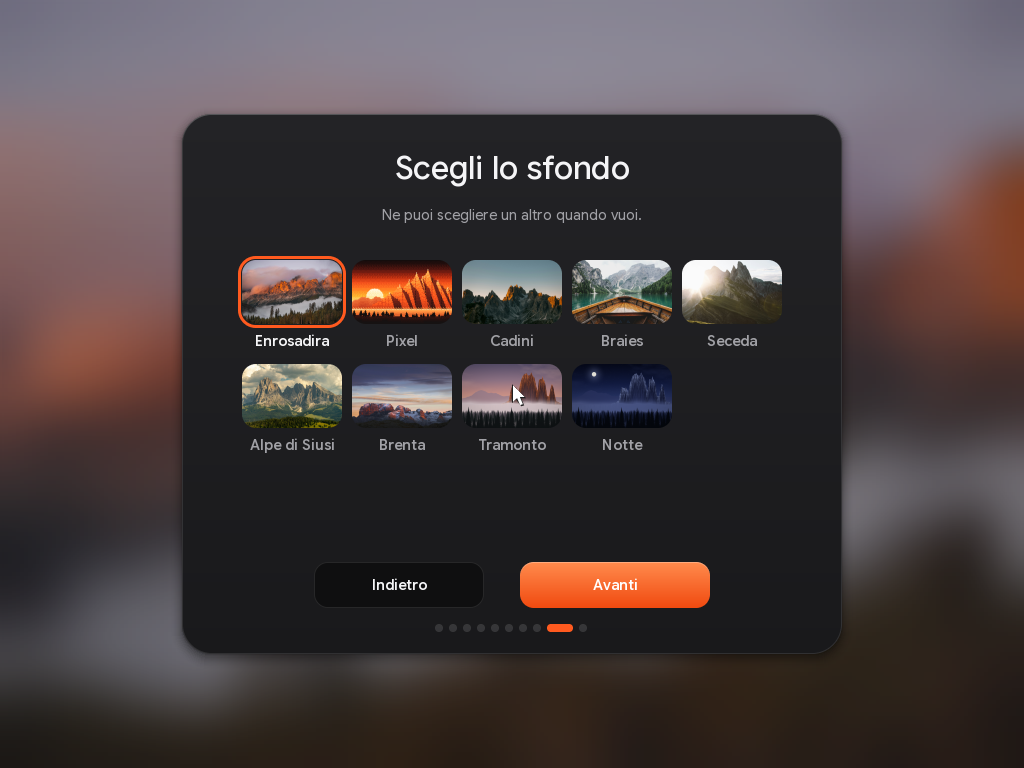 Scegli lo sfondo
Ne puoi scegliere un altro quando vuoi.
Enrosadira
Pixel
Cadini
Braies
Seceda
Alpe di Siusi
Brenta
Tramonto
Notte
Indietro
Avanti